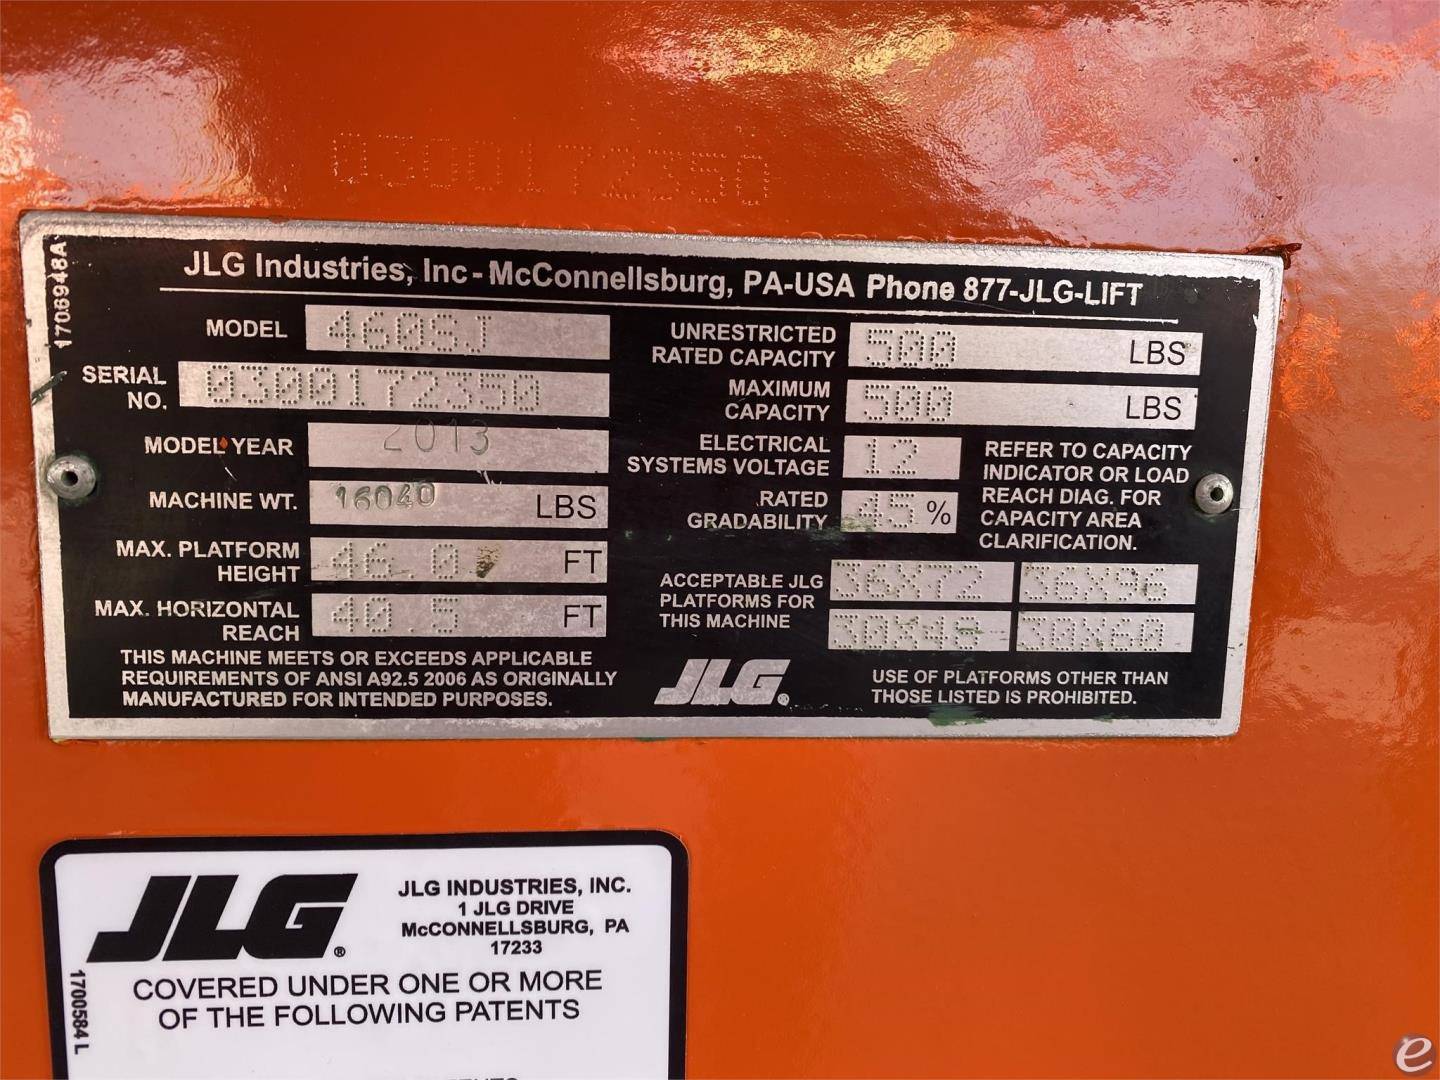 0300172350
1706948A
JLG Industries, Inc - McConnellsburg, PA-USA Phone 877-JLG-LIFT
MODEL 460SJ
SERIAL NO. 0300172350
MODEL YEAR 2013
MACHINE WT. 16040 LBS
MAX. PLATFORM HEIGHT 46.0 FT
MAX. HORIZONTAL REACH 40.5 FT
THIS MACHINE MEETS OR EXCEEDS APPLICABLE
REQUIREMENTS OF ANSI A92.5 2006 AS ORIGINALLY
MANUFACTURED FOR INTENDED PURPOSES.
UNRESTRICTED
RATED CAPACITY 500 LBS
MAXIMUM
CAPACITY 500 LBS
ELECTRICAL
SYSTEMS VOLTAGE 12
RATED
GRADABILITY 45 %
REFER TO CAPACITY
INDICATOR OR LOAD
REACH DIAG. FOR
CAPACITY AREA
CLARIFICATION.
ACCEPTABLE JLG
PLATFORMS FOR
THIS MACHINE
36X72 36X96
30X48 30X60
JLG®
USE OF PLATFORMS OTHER THAN
THOSE LISTED IS PROHIBITED.
JLG®
JLG INDUSTRIES, INC.
1 JLG DRIVE
McCONNELLSBURG, PA
17233
COVERED UNDER ONE OR MORE
OF THE FOLLOWING PATENTS
1700584 L
e